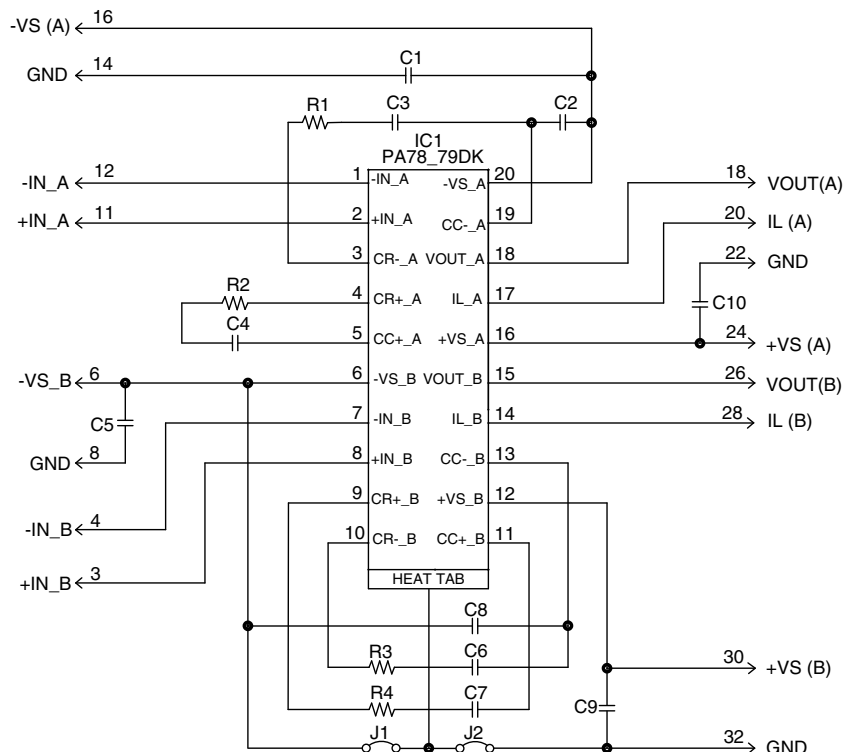 -VS (A) 16
GND 14 C1
R1 C3 C2
IC1
PA78_79DK
-IN_A 12 1 -IN_A -VS_A 20 18 VOUT(A)
+IN_A 11 2 +IN_A CC-_A 19 20 IL (A)
3 CR-_A VOUT_A 18 22 GND
R2 4 CR+_A IL_A 17 C10
C4 5 CC+_A +VS_A 16 24 +VS (A)
-VS_B 6 6 -VS_B VOUT_B 15 26 VOUT(B)
C5 7 -IN_B IL_B 14 28 IL (B)
GND 8 8 +IN_B CC-_B 13
9 CR+_B +VS_B 12
-IN_B 4 10 CR-_B CC+_B 11
+IN_B 3 HEAT TAB
C8
R3 C6 30 +VS (B)
R4 C7 C9
J1 J2 32 GND